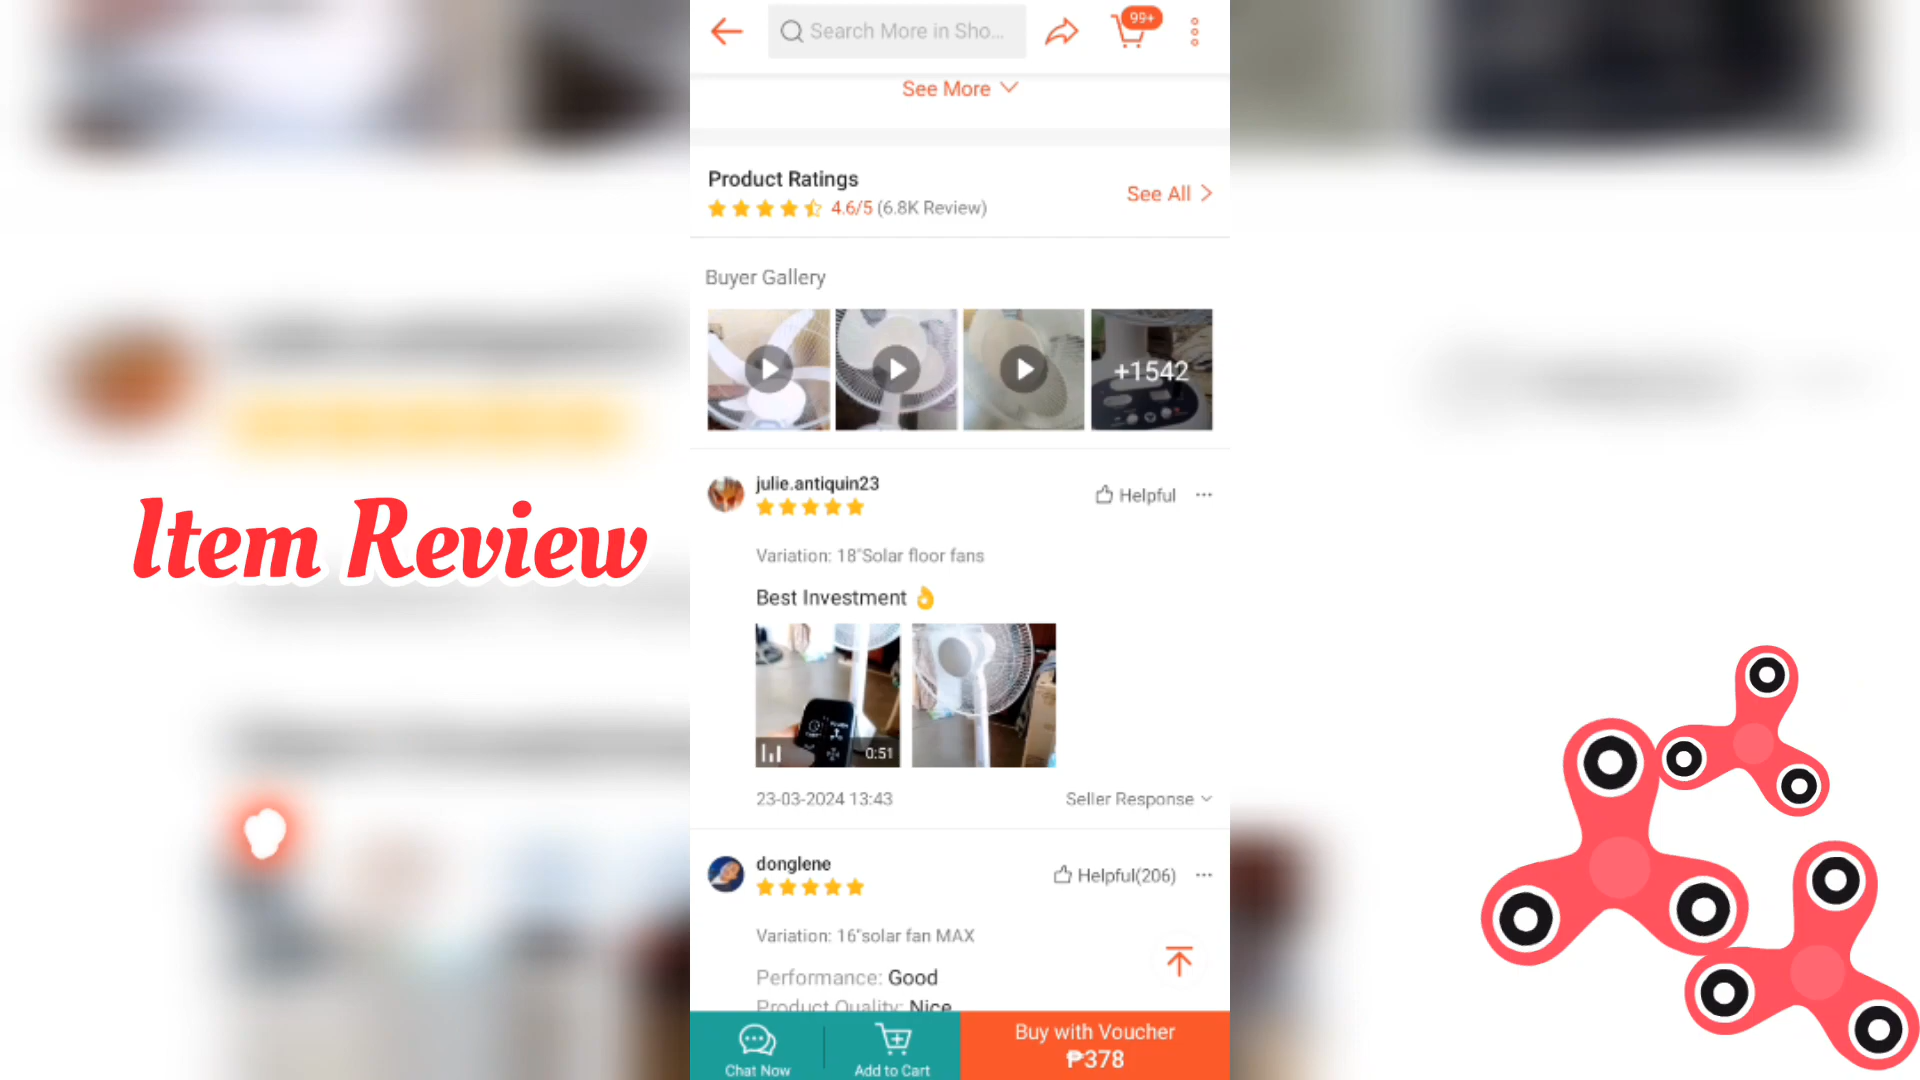 Search More in Sho...
99+
See More
Product Ratings
4.6/5 (6.8K Review)
See All
Buyer Gallery
+1542
julie.antiquin23
Helpful
Variation: 18"Solar floor fans
Best Investment 👌
0:51
23-03-2024 13:43
Seller Response
donglene
Helpful(206)
Variation: 16"solar fan MAX
Performance: Good
Product Quality: Nice
Chat Now
Add to Cart
Buy with Voucher
₱378
Item Review